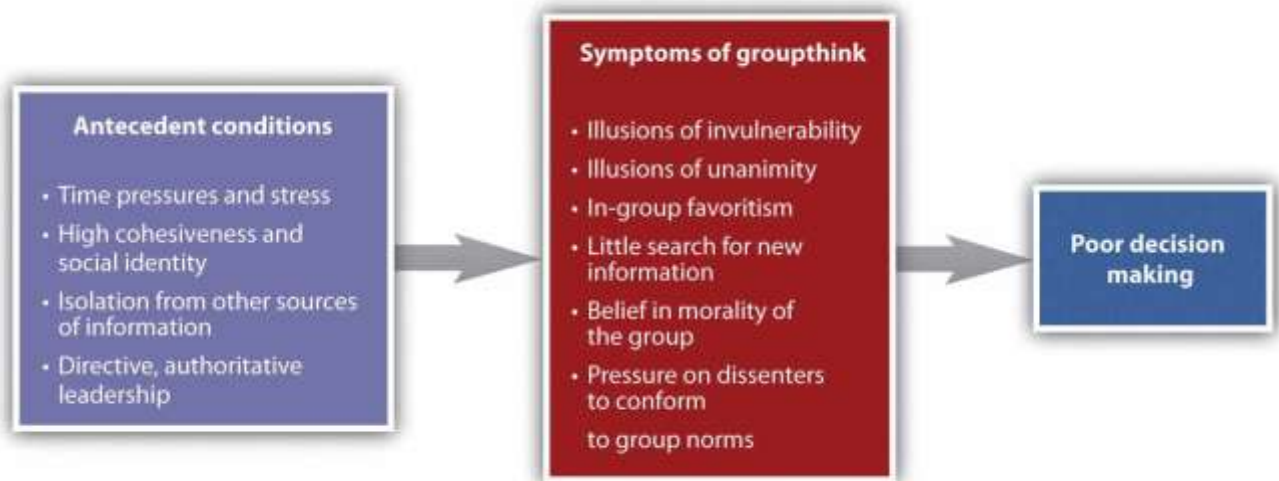 Antecedent conditions
• Time pressures and stress
• High cohesiveness and
social identity
• Isolation from other sources
of information
• Directive, authoritative
leadership
Symptoms of groupthink
• Illusions of invulnerability
• Illusions of unanimity
• In-group favoritism
• Little search for new
information
• Belief in morality of
the group
• Pressure on dissenters
to conform
to group norms
Poor decision
making